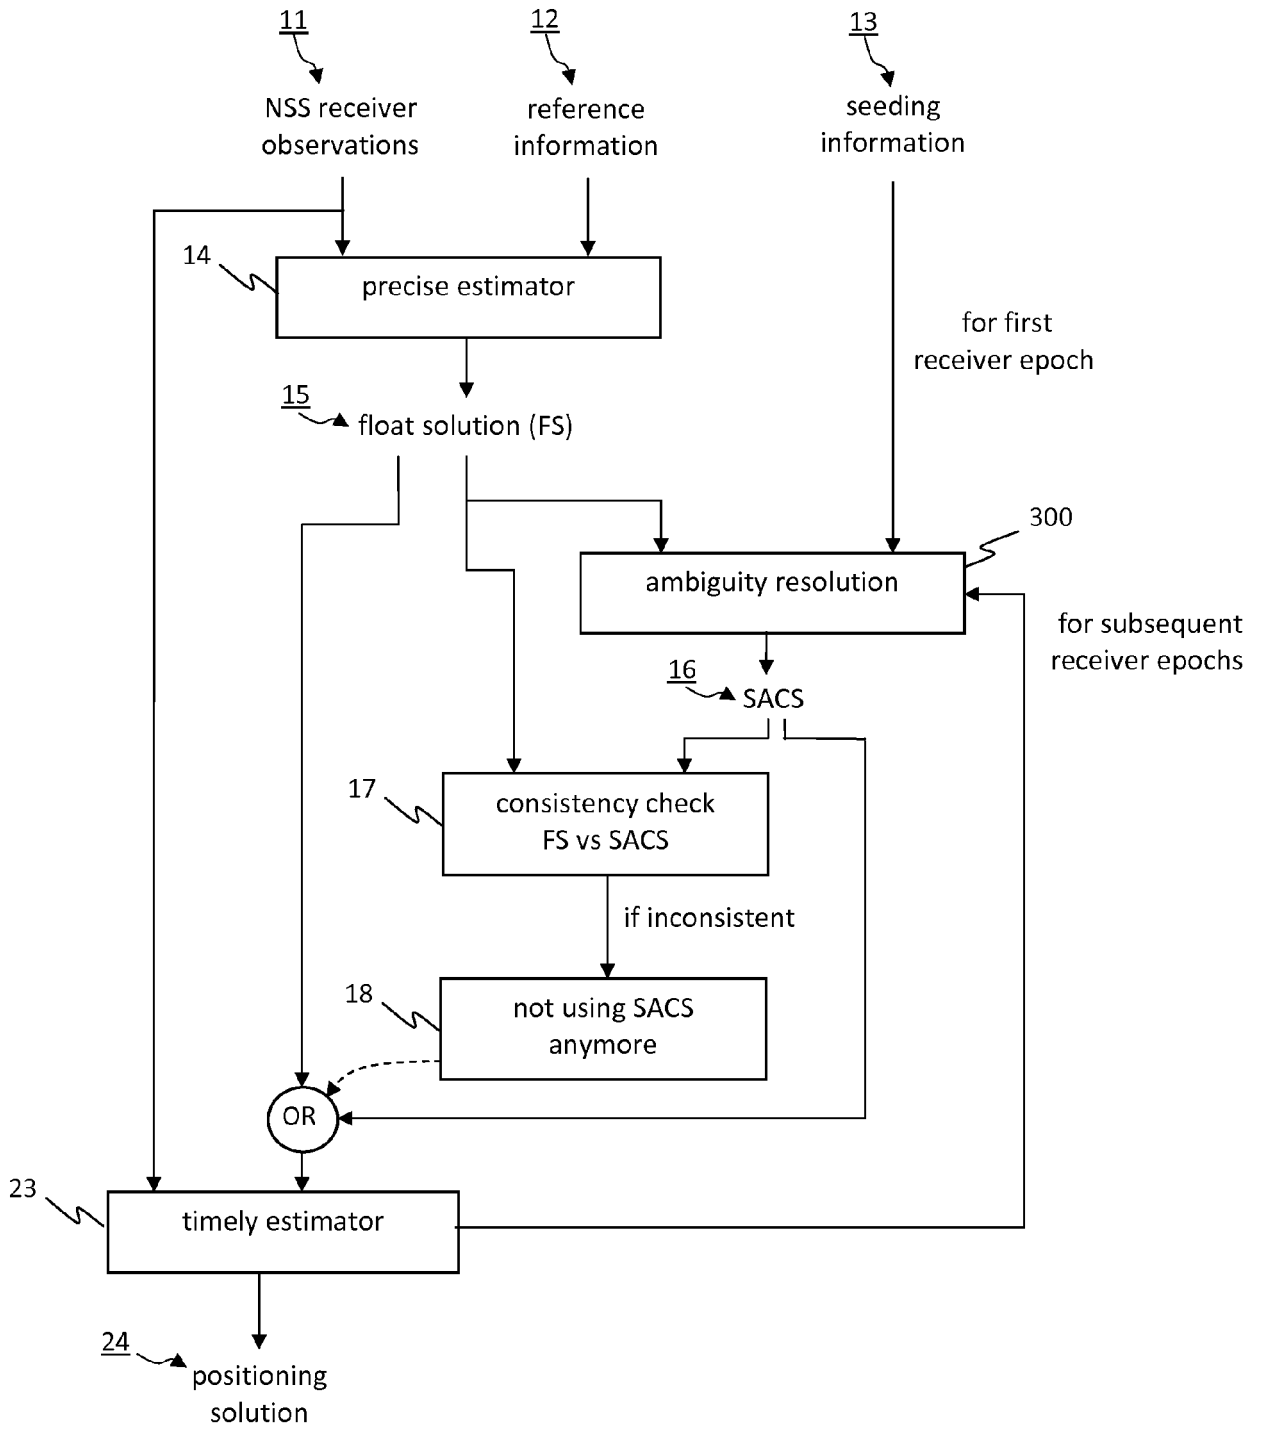 11
12
13
NSS receiver
observations
reference
information
seeding
information
14
precise estimator
for first
receiver epoch
15
float solution (FS)
300
ambiguity resolution
for subsequent
receiver epochs
16
SACS
17
consistency check
FS vs SACS
if inconsistent
18
not using SACS
anymore
OR
23
timely estimator
24
positioning
solution